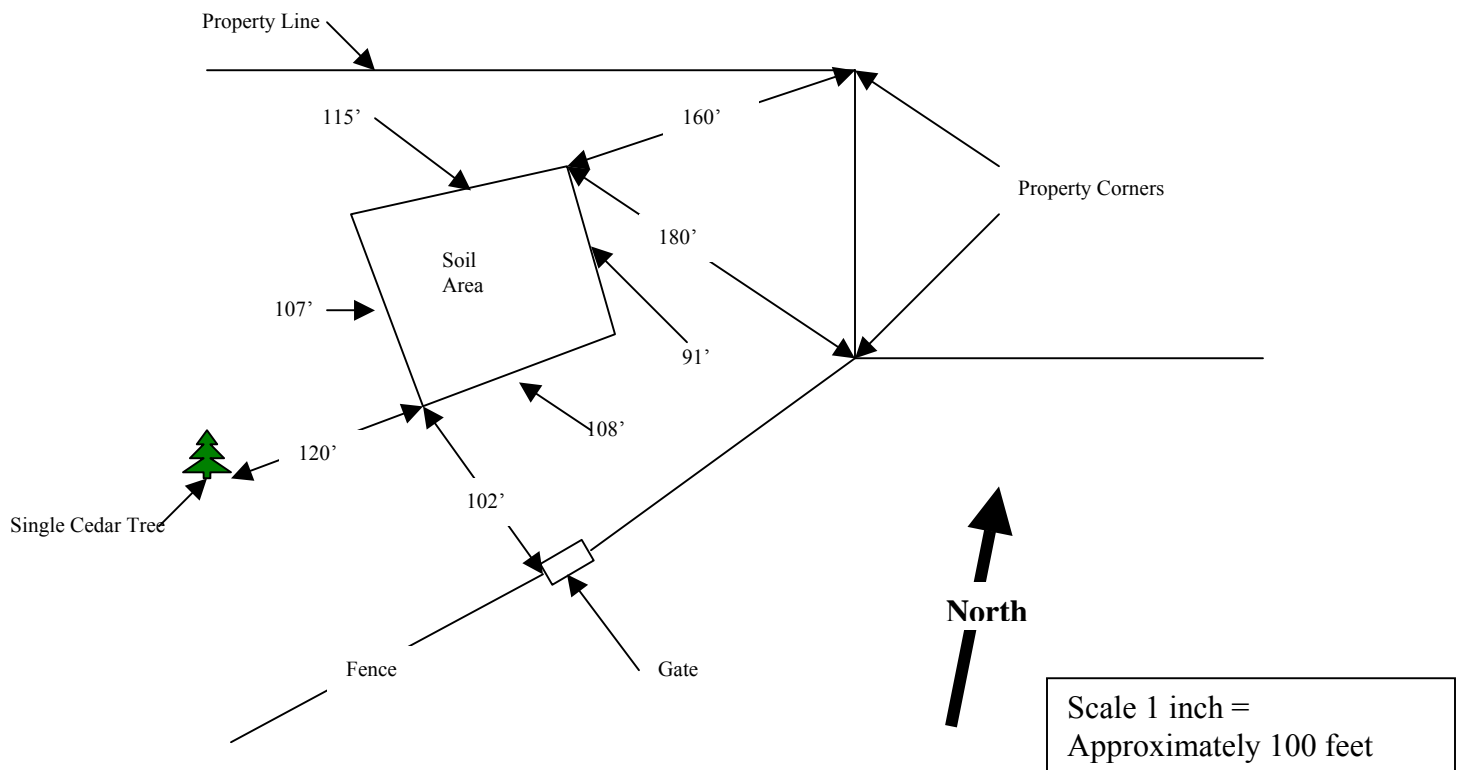 Property Line
115’
160’
Property Corners
180’
Soil
Area
107’
91’
108’
120’
102’
Single Cedar Tree
North
Fence
Gate
Scale 1 inch =
Approximately 100 feet